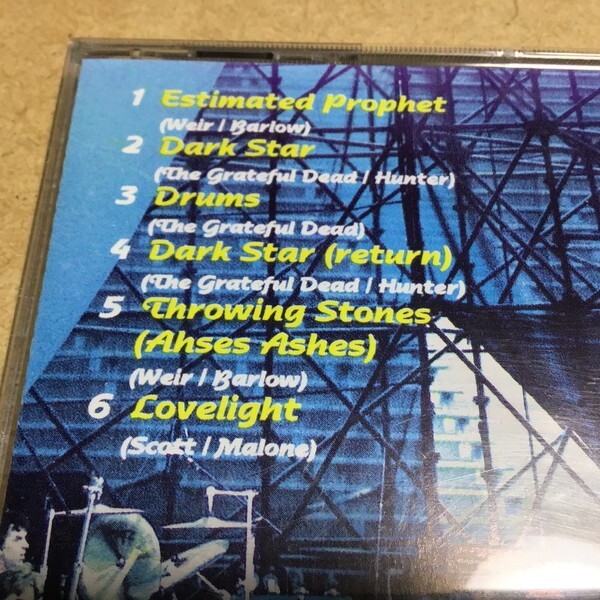 1 Estimated Prophet
(Weir / Barlow)
2 Dark Star
(The Grateful Dead / Hunter)
3 Drums
(The Grateful Dead)
4 Dark Star (return)
(The Grateful Dead / Hunter)
5 Throwing Stones
(Ahses Ashes)
(Weir / Barlow)
6 Lovelight
(Scott / Malone)